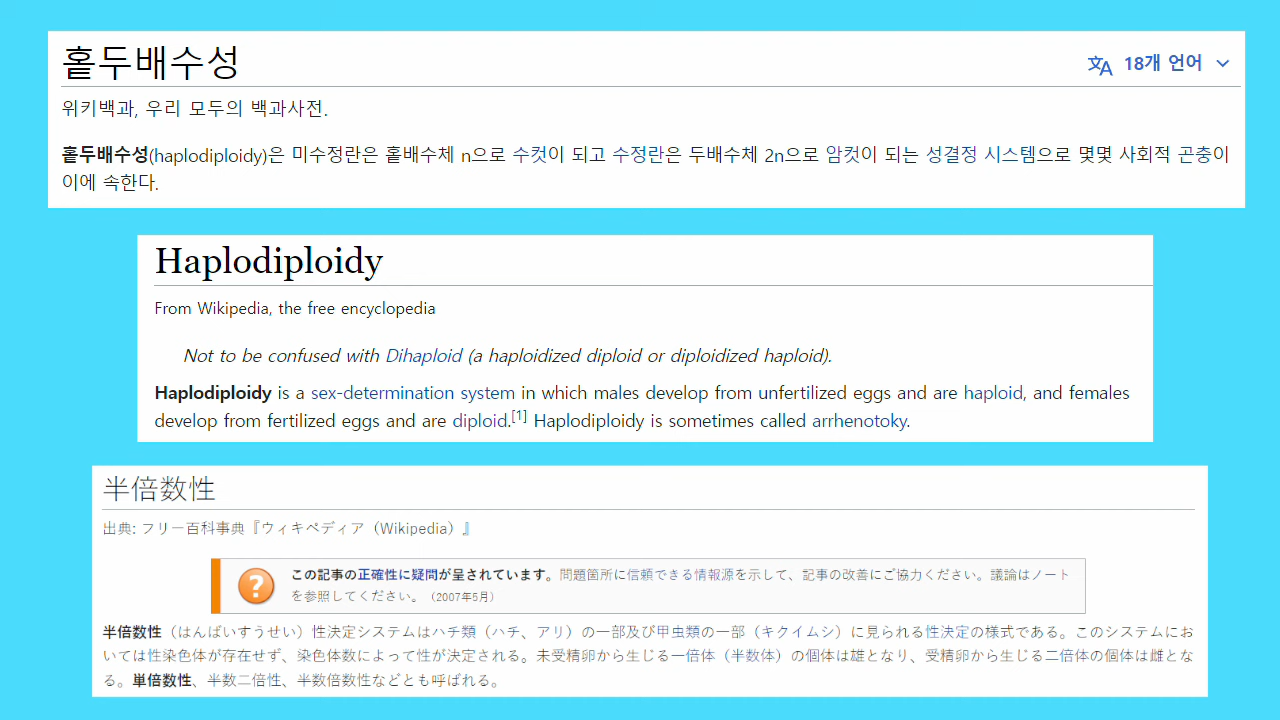 홑두배수성
18개 언어
위키백과, 우리 모두의 백과사전.
홑두배수성(haplodiploidy)은 미수정란은 홑배수체 n으로 수컷이 되고 수정란은 두배수체 2n으로 암컷이 되는 성결정 시스템으로 몇몇 사회적 곤충이
이에 속한다.
Haplodiploidy
From Wikipedia, the free encyclopedia
Not to be confused with Dihaploid (a haploidized diploid or diploidized haploid).
Haplodiploidy is a sex-determination system in which males develop from unfertilized eggs and are haploid, and females
develop from fertilized eggs and are diploid.[1] Haplodiploidy is sometimes called arrhenotoky.
半倍数性
出典: フリー百科事典『ウィキペディア（Wikipedia）』
この記事の正確性に疑問が呈されています。問題箇所に信頼できる情報源を示して、記事の改善にご協力ください。議論はノート
を参照してください。（2007年5月）
半倍数性（はんばいすうせい）性決定システムはハチ類（ハチ、アリ）の一部及び甲虫類の一部（キクイムシ）に見られる性決定の様式である。このシステムにお
いては性染色体が存在せず、染色体数によって性が決定される。未受精卵から生じる一倍体（半数体）の個体は雄となり、受精卵から生じる二倍体の個体は雌とな
る。単倍数性、半数二倍性、半数倍数性などとも呼ばれる。